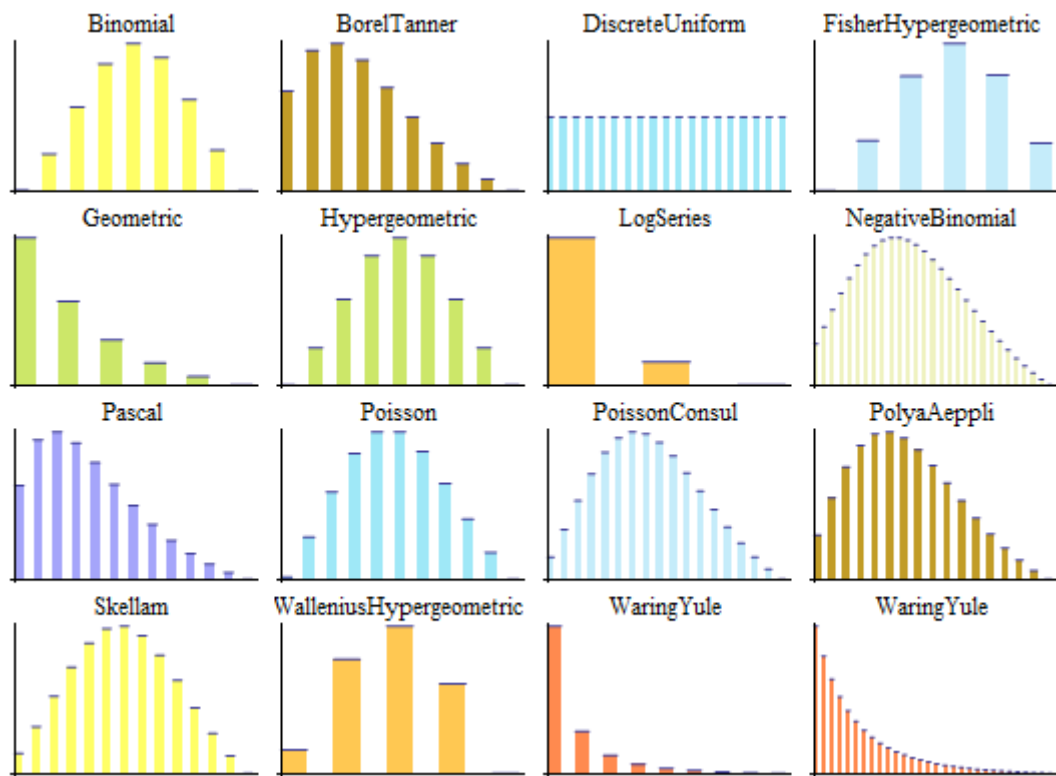 Binomial
BorelTanner
DiscreteUniform
FisherHypergeometric
Geometric
Hypergeometric
LogSeries
NegativeBinomial
Pascal
Poisson
PoissonConsul
PolyaAeppli
Skellam
WalleniusHypergeometric
WaringYule
WaringYule